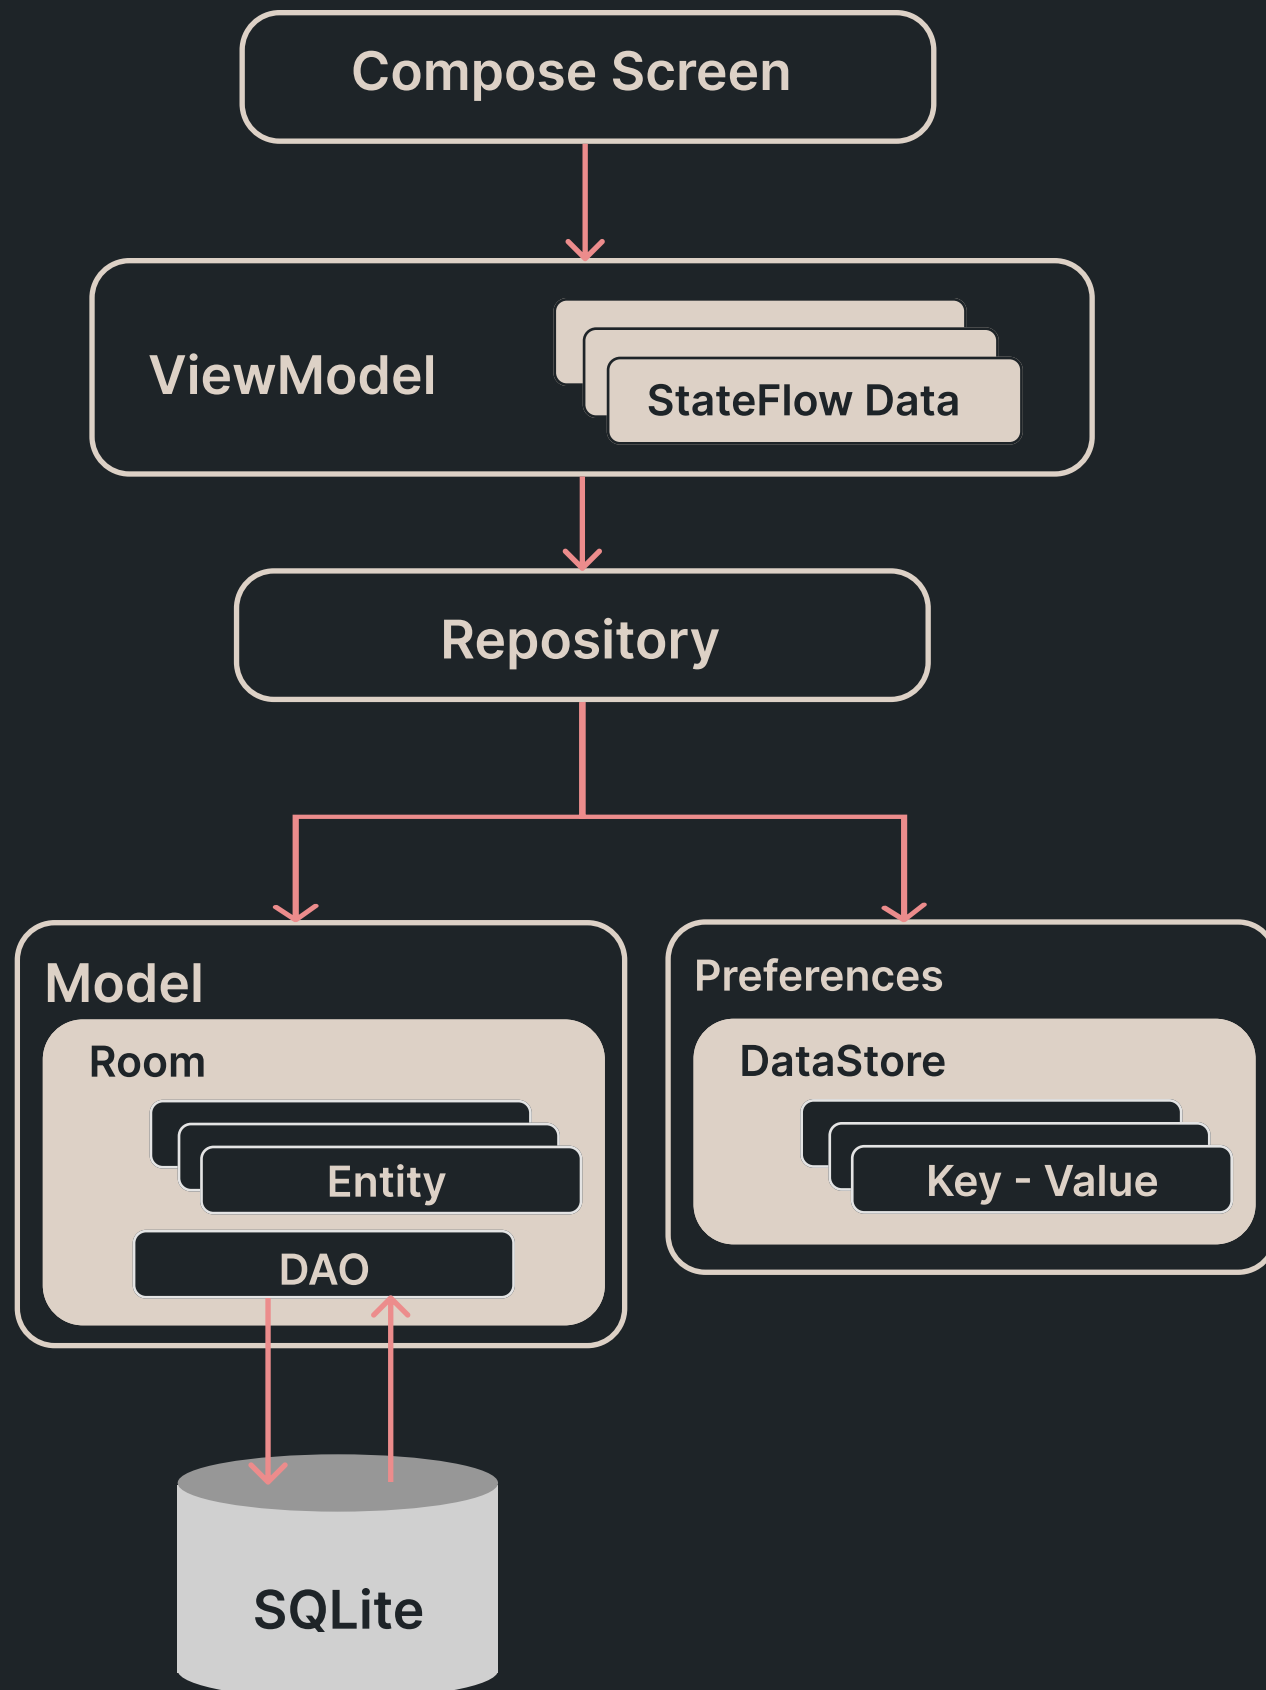 Compose Screen
ViewModel
StateFlow Data
Repository
Model
Room
Entity
DAO
Preferences
DataStore
Key - Value
SQLite